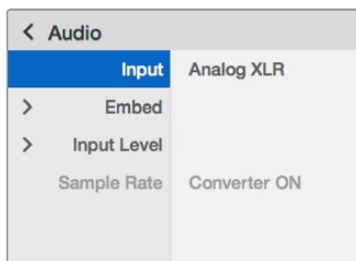 Audio
Input Analog XLR
Embed
Input Level
Sample Rate Converter ON